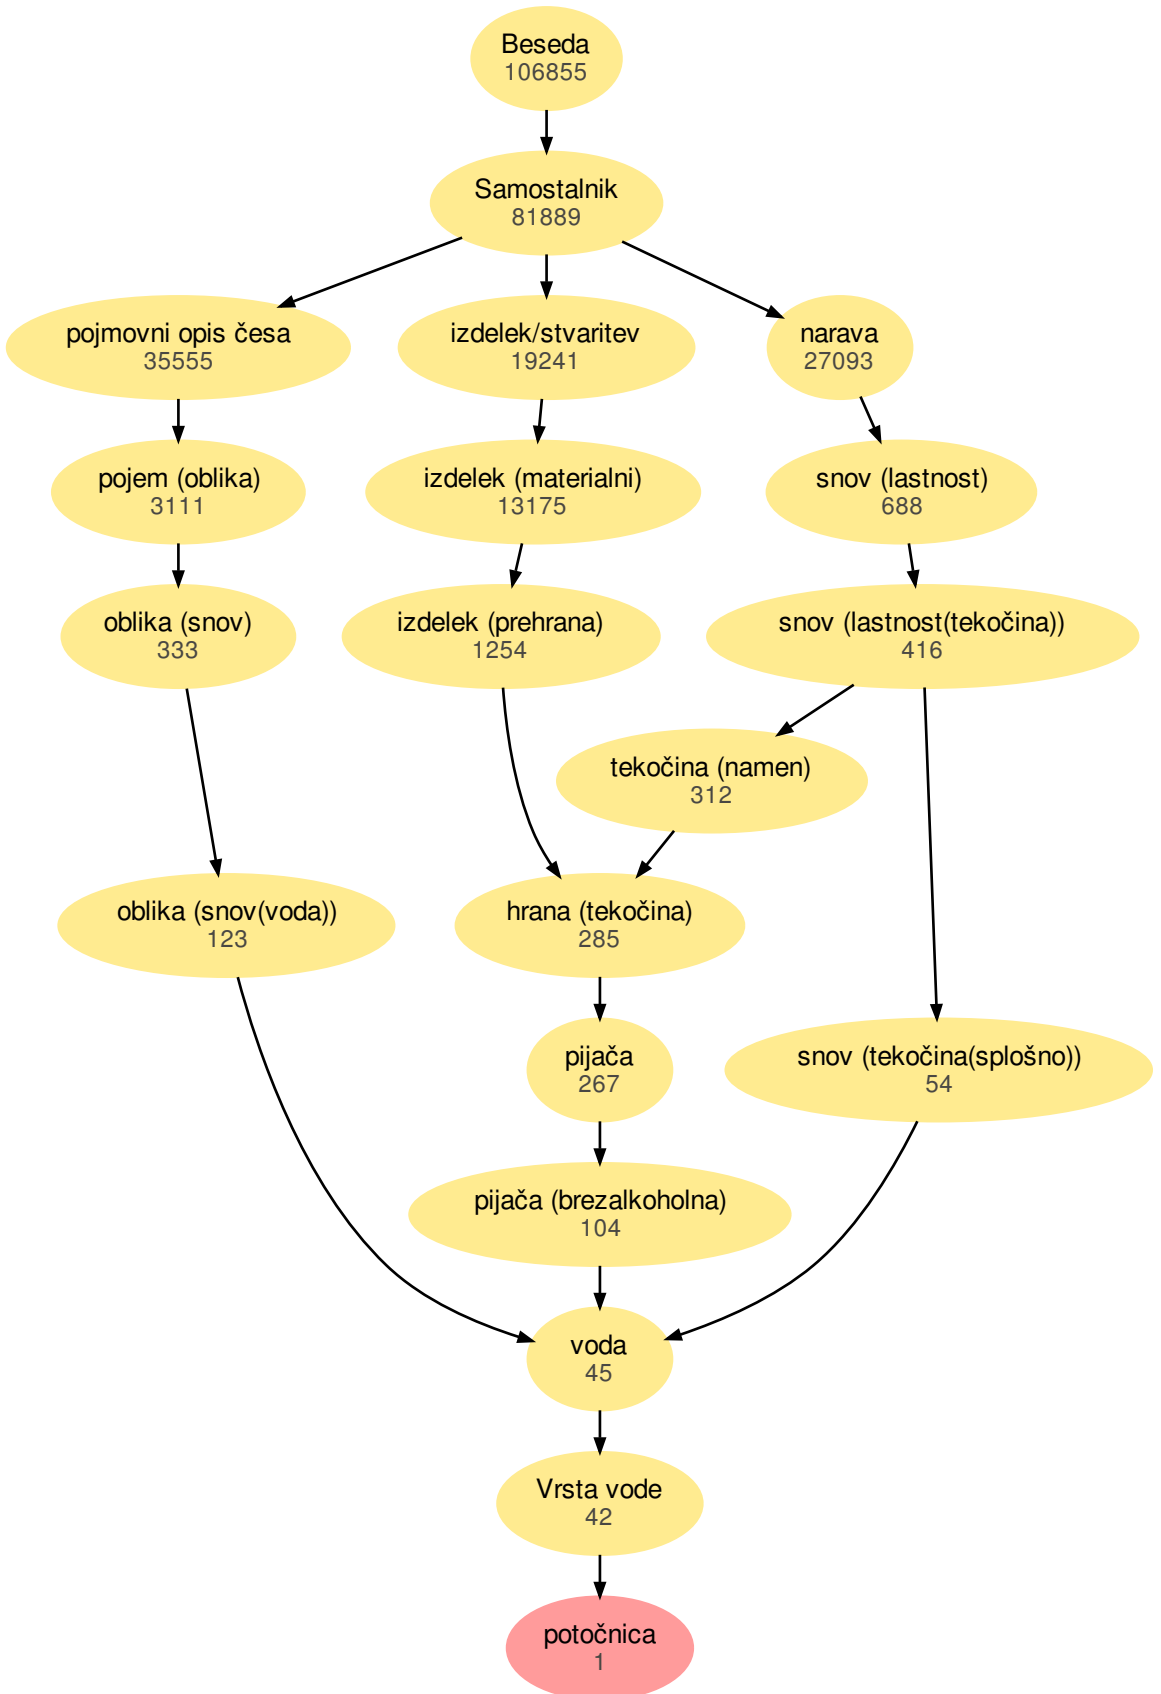 Beseda
106855
Samostalnik
81889
pojmovni opis česa
35555
izdelek/stvaritev
19241
narava
27093
pojem (oblika)
3111
izdelek (materialni)
13175
snov (lastnost)
688
oblika (snov)
333
izdelek (prehrana)
1254
snov (lastnost(tekočina))
416
tekočina (namen)
312
oblika (snov(voda))
123
hrana (tekočina)
285
pijača
267
snov (tekočina(splošno))
54
pijača (brezalkoholna)
104
voda
45
Vrsta vode
42
potočnica
1